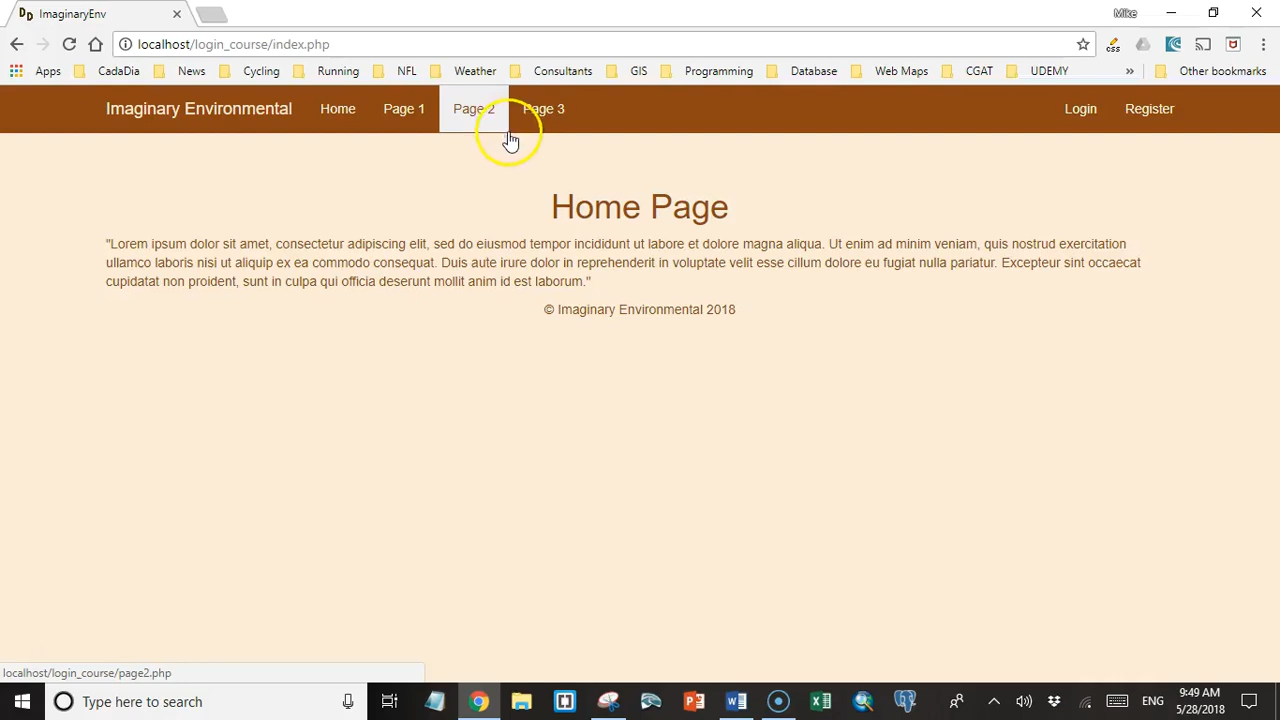 ImaginaryEnv
Mike
localhost/login_course/index.php
Apps CadaDia News Cycling Running NFL Weather Consultants GIS Programming Database Web Maps CGAT UDEMY » Other bookmarks
Imaginary Environmental Home Page 1 Page 2 Page 3 Login Register
Home Page
"Lorem ipsum dolor sit amet, consectetur adipiscing elit, sed do eiusmod tempor incididunt ut labore et dolore magna aliqua. Ut enim ad minim veniam, quis nostrud exercitation
ullamco laboris nisi ut aliquip ex ea commodo consequat. Duis aute irure dolor in reprehenderit in voluptate velit esse cillum dolore eu fugiat nulla pariatur. Excepteur sint occaecat
cupidatat non proident, sunt in culpa qui officia deserunt mollit anim id est laborum."
© Imaginary Environmental 2018
localhost/login_course/page2.php
Type here to search
ENG
9:49 AM
5/28/2018